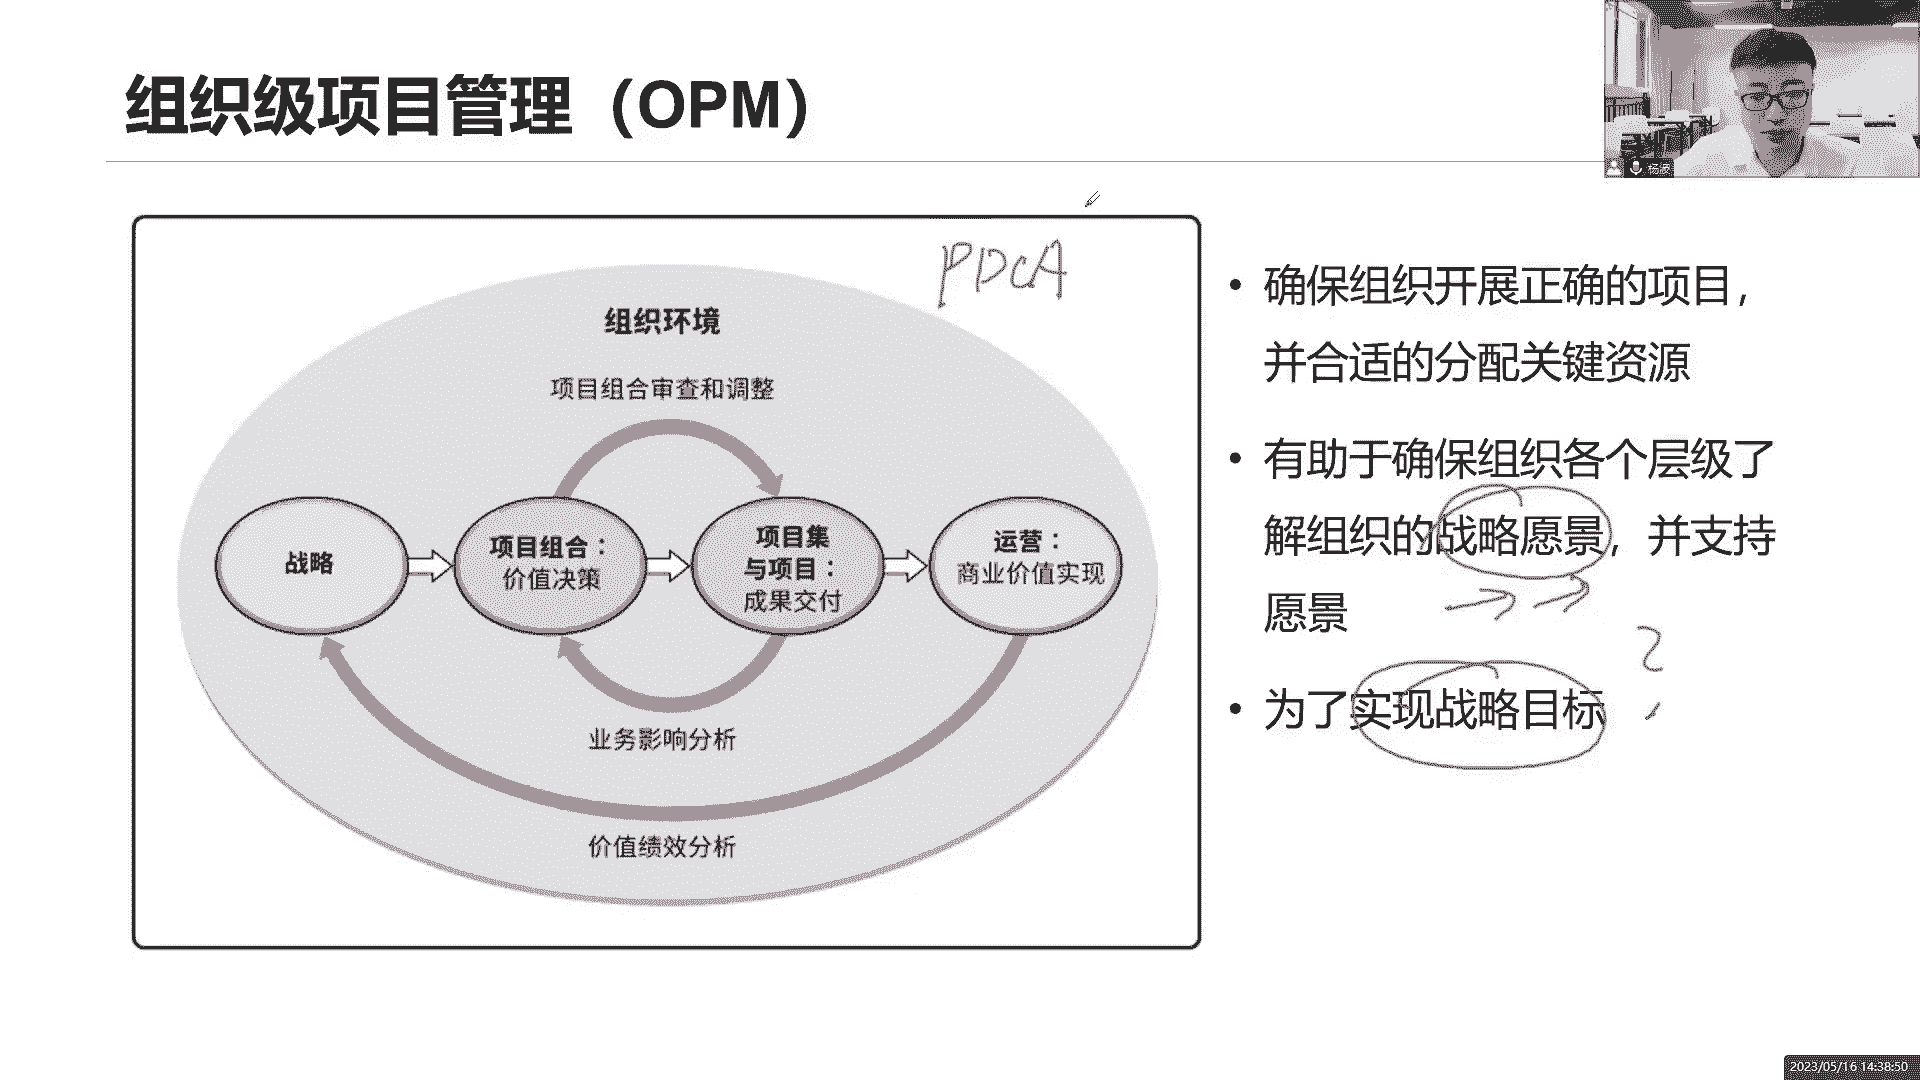 组织级项目管理（OPM）
杨波
PDCA
组织环境
项目组合审查和调整
战略
项目组合：
价值决策
项目集
与项目：
成果交付
运营：
商业价值实现
业务影响分析
价值绩效分析
• 确保组织开展正确的项目，
并合适的分配关键资源
• 有助于确保组织各个层级了
解组织的战略愿景，并支持
愿景
• 为了实现战略目标
2023/05/16 14:38:50